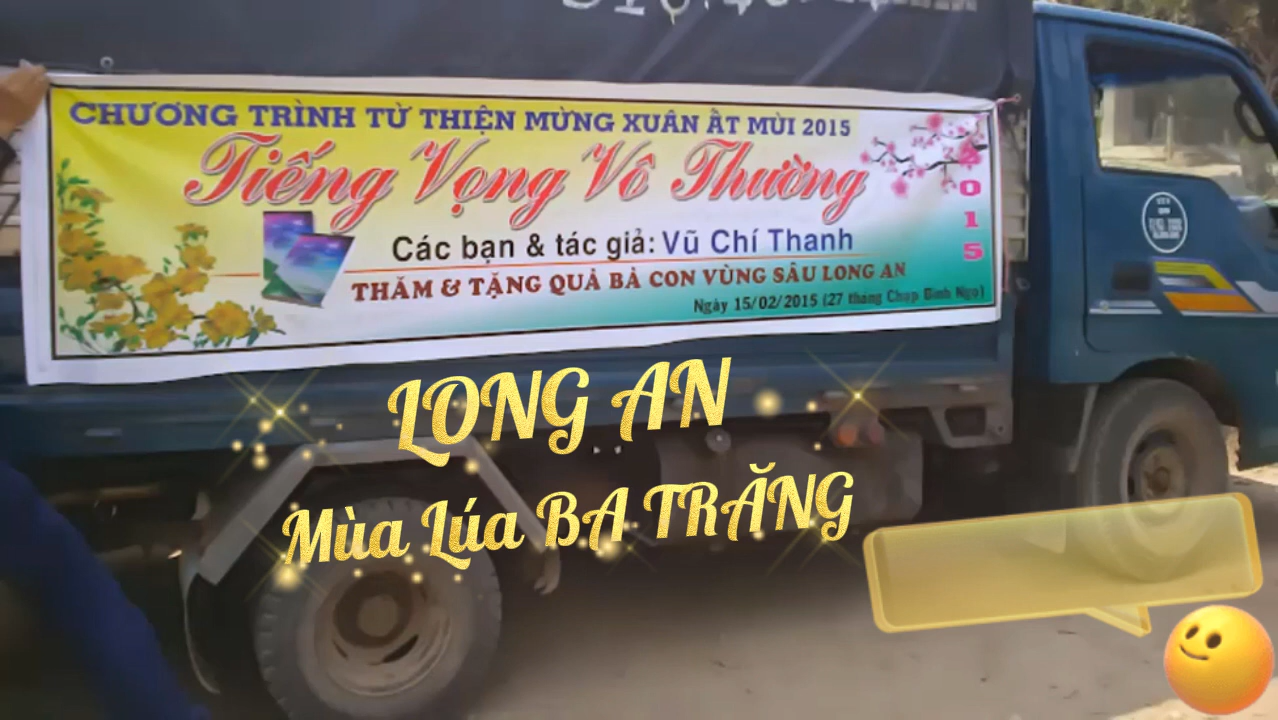 CHƯƠNG TRÌNH TỪ THIỆN MỪNG XUÂN ẤT MÙI 2015
Tiếng Vọng Vô Thường
2015
Các bạn & tác giả: Vũ Chí Thanh
THĂM & TẶNG QUÀ BÀ CON VÙNG SÂU LONG AN
Ngày 15/02/2015 (27 tháng Chạp Bính Ngọ)
LONG AN
Mùa Lúa BA TRĂNG